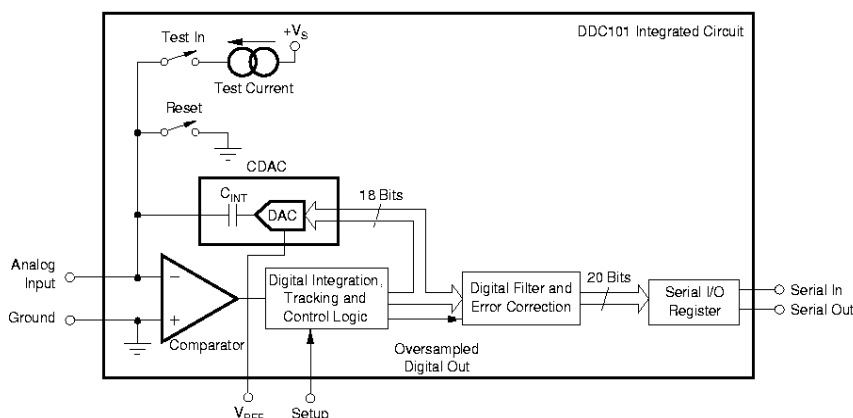 DDC101 Integrated Circuit
Test In
+VS
Test Current
Reset
CDAC
CINT
DAC
18 Bits
Analog
Input
Ground
−
+
Comparator
Digital Integration,
Tracking and
Control Logic
Digital Filter and
Error Correction
20 Bits
Serial I/O
Register
Serial In
Serial Out
Oversampled
Digital Out
VREF
Setup